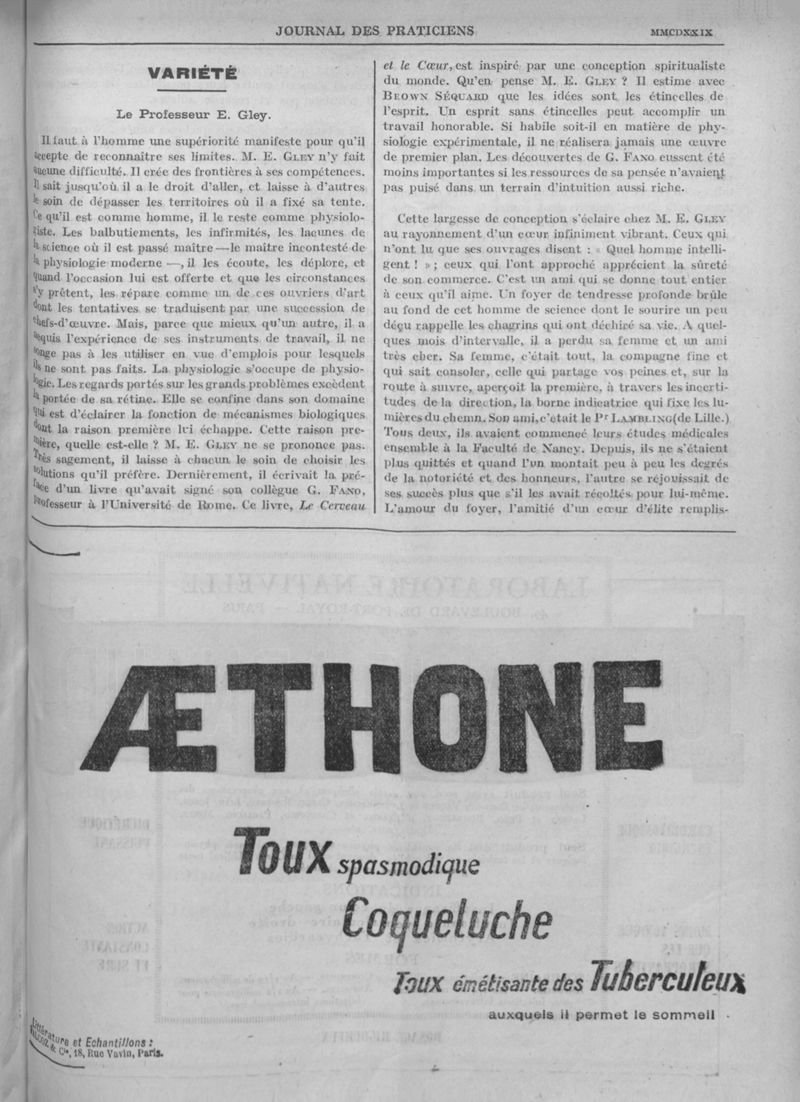 JOURNAL DES PRATICIENS
MMCDXXIX
VARIÉTÉ
Le Professeur E. Gley.
Il faut à l'homme une supériorité manifeste pour qu'il
accepte de reconnaître ses limites. M. E. GLEY n'y fait
aucune difficulté. Il crée des frontières à ses compétences.
Il sait jusqu'où il a le droit d'aller, et laisse à d'autres
le soin de dépasser les territoires où il a fixé sa tente.
Ce qu'il est comme homme, il le reste comme physiolo-
giste. Les balbutiements, les infirmités, les lacunes de
la science où il est passé maître — le maître incontesté de
la physiologie moderne —, il les écoute, les déplore, et
quand l'occasion lui est offerte et que les circonstances
s'y prêtent, les répare comme un de ces ouvriers d'art
dont les tentatives se traduisent par une succession de
chefs-d'œuvre. Mais, parce que mieux qu'un autre, il a
acquis l'expérience de ses instruments de travail, il ne
songe pas à les utiliser en vue d'emplois pour lesquels
ils ne sont pas faits. La physiologie s'occupe de physio-
logie. Les regards portés sur les grands problèmes excèdent
la portée de sa rétine. Elle se confine dans son domaine
qui est d'éclairer la fonction de mécanismes biologiques
dont la raison première lui échappe. Cette raison pre-
mière, quelle est-elle ? M. E. GLEY ne se prononce pas.
Très sagement, il laisse à chacun le soin de choisir les
solutions qu'il préfère. Dernièrement, il écrivait la pré-
face d'un livre qu'avait signé son collègue G. FANO,
professeur à l'Université de Rome. Ce livre, Le Cerveau
et le Cœur, est inspiré par une conception spiritualiste
du monde. Qu'en pense M. E. GLEY ? Il estime avec
BROWN SÉQUARD que les idées sont les étincelles de
l'esprit. Un esprit sans étincelles peut accomplir un
travail honorable. Si habile soit-il en matière de phy-
siologie expérimentale, il ne réalisera jamais une œuvre
de premier plan. Les découvertes de G. FANO eussent été
moins importantes si les ressources de sa pensée n'avaient
pas puisé dans un terrain d'intuition aussi riche.
Cette largesse de conception s'éclaire chez M. E. GLEY
au rayonnement d'un cœur infiniment vibrant. Ceux qui
n'ont lu que ses ouvrages disent : « Quel homme intelli-
gent ! » ; ceux qui l'ont approché apprécient la sûreté
de son commerce. C'est un ami qui se donne tout entier
à ceux qu'il aime. Un foyer de tendresse profonde brûle
au fond de cet homme de science dont le sourire un peu
déçu rappelle les chagrins qui ont déchiré sa vie. A quel-
ques mois d'intervalle, il a perdu sa femme et un ami
très cher. Sa femme, c'était tout, la compagne fine et
qui sait consoler, celle qui partage vos peines et, sur la
route à suivre, aperçoit la première, à travers les incerti-
tudes de la direction, la borne indicatrice qui fixe les lu-
mières du chemin. Son ami, c'était le Pr LAMBLING (de Lille.)
Tous deux, ils avaient commencé leurs études médicales
ensemble à la Faculté de Nancy. Depuis, ils ne s'étaient
plus quittés et quand l'un montait peu à peu les degrés
de la notoriété et des honneurs, l'autre se réjouissait de
ses succès plus que s'il les avait récoltés pour lui-même.
L'amour du foyer, l'amitié d'un cœur d'élite remplis-
ÆTHONE
Toux spasmodique
Coqueluche
Toux émétisante des Tuberculeux
auxquels il permet le sommeil
Littérature et Echantillons :
& Cie, 18, Rue Vavin, Paris.